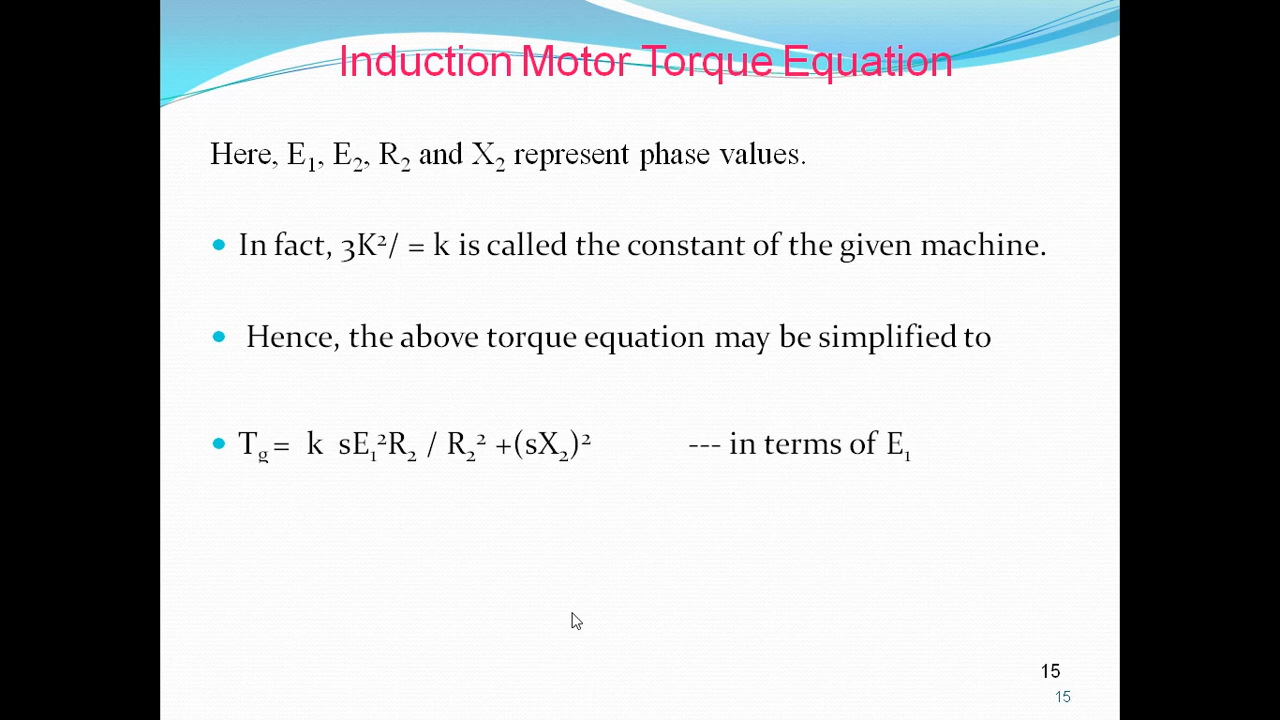 Induction Motor Torque Equation
Here, E₁, E₂, R₂ and X₂ represent phase values.
• In fact, 3K²/ = k is called the constant of the given machine.
• Hence, the above torque equation may be simplified to
• Tg = k sE₁²R₂ / R₂² +(sX₂)² --- in terms of E₁
15
15